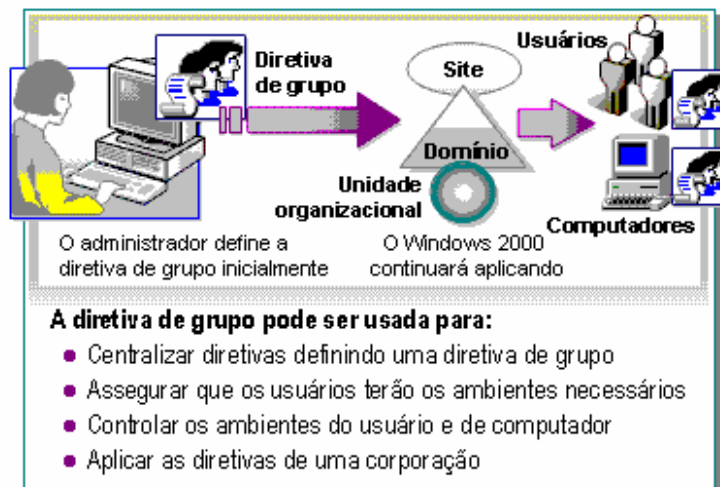 Diretiva
de grupo
Site
Usuários
Domínio
Unidade
organizacional
Computadores
O administrador define a
diretiva de grupo inicialmente
O Windows 2000
continuará aplicando
A diretiva de grupo pode ser usada para:
Centralizar diretivas definindo uma diretiva de grupo
Assegurar que os usuários terão os ambientes necessários
Controlar os ambientes do usuário e de computador
Aplicar as diretivas de uma corporação